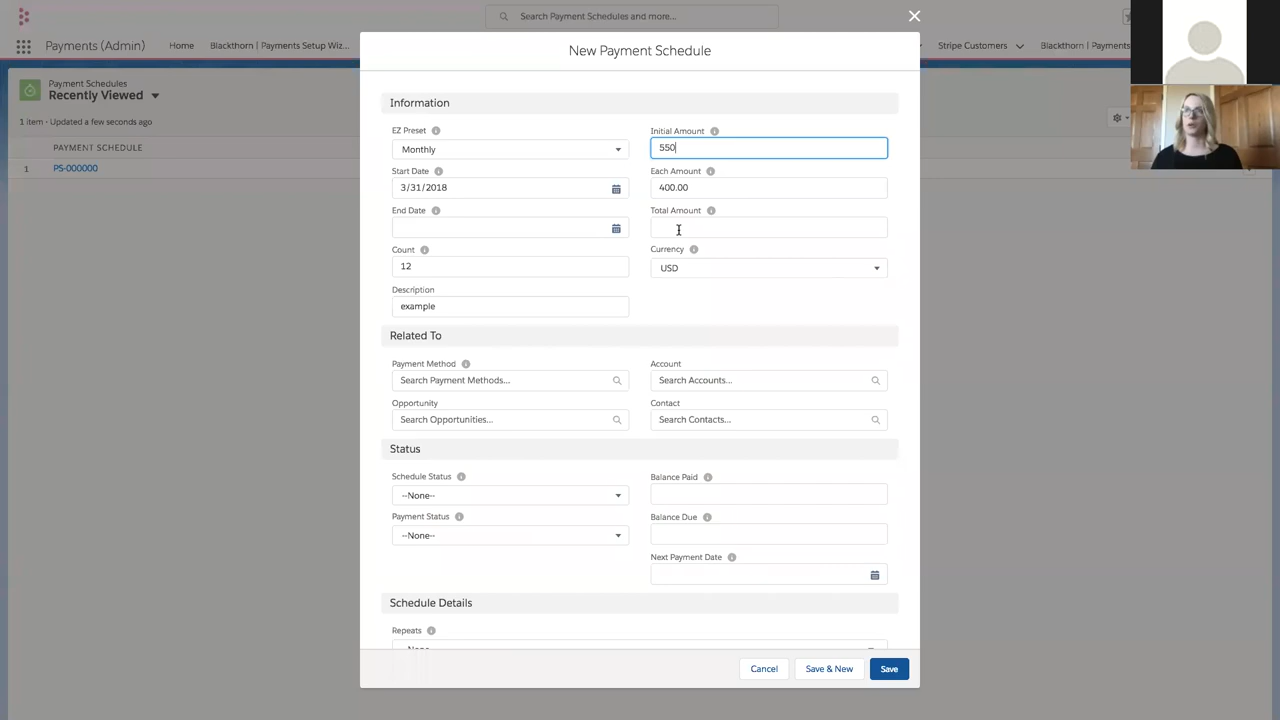 Search Payment Schedules and more...
Payments (Admin)
Home
Blackthorn | Payments Setup Wiz...
Stripe Customers
Blackthorn | Payments
Payment Schedules
Recently Viewed
1 item • Updated a few seconds ago
PAYMENT SCHEDULE
1 PS-000000
New Payment Schedule
Information
EZ Preset
Monthly
Initial Amount
550
Start Date
3/31/2018
Each Amount
400.00
End Date
Total Amount
Count
12
Currency
USD
Description
example
Related To
Payment Method
Search Payment Methods...
Account
Search Accounts...
Opportunity
Search Opportunities...
Contact
Search Contacts...
Status
Schedule Status
--None--
Balance Paid
Payment Status
--None--
Balance Due
Next Payment Date
Schedule Details
Repeats
Cancel
Save & New
Save